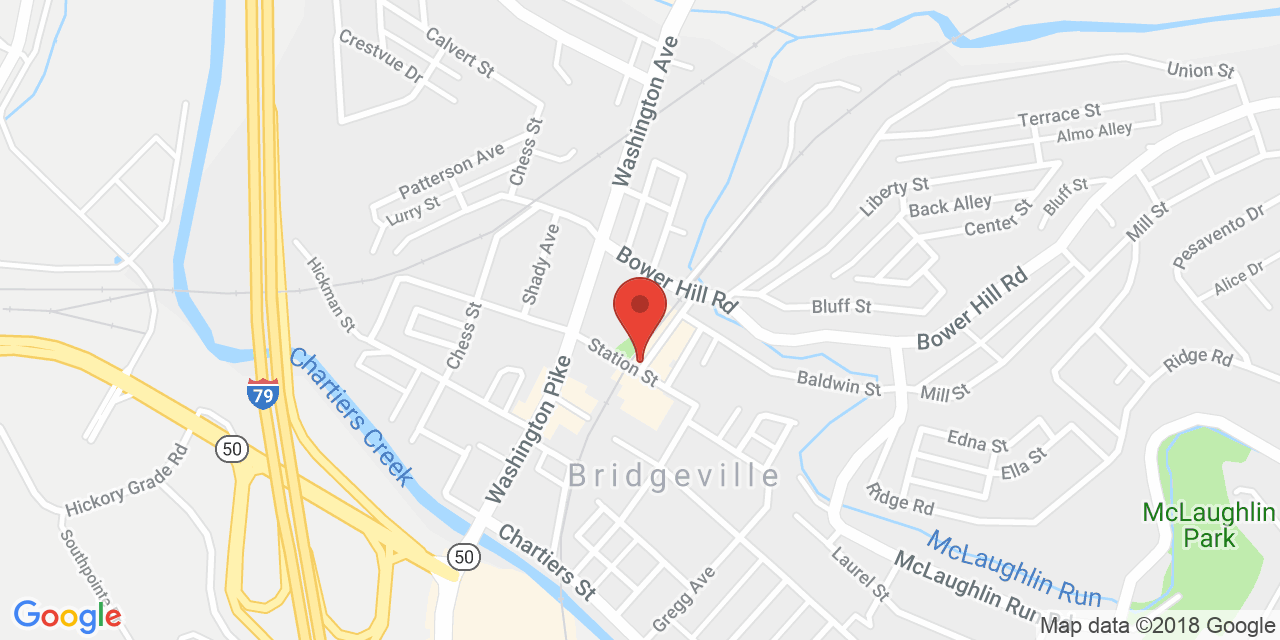 Union St
Calvert St
Crestvue Dr
Washington Ave
Terrace St
Almo Alley
Chess St
Patterson Ave
Liberty St
Back Alley
Bluff St
Lurry St
Center St
Mill St
Pesavento Dr
Shady Ave
Bower Hill Rd
Hickman St
Alice Dr
Bluff St
Bower Hill Rd
Chess St
Station St
Ridge Rd
Chartiers Creek
79
Washington Pike
Baldwin St
Mill St
50
Edna St
Ella St
Bridgeville
Hickory Grade Rd
Ridge Rd
McLaughlin
Park
Southpointe
50
Chartiers St
McLaughlin Run
Laurel St
McLaughlin Run Rd
Gregg Ave
Google
Map data ©2018 Google